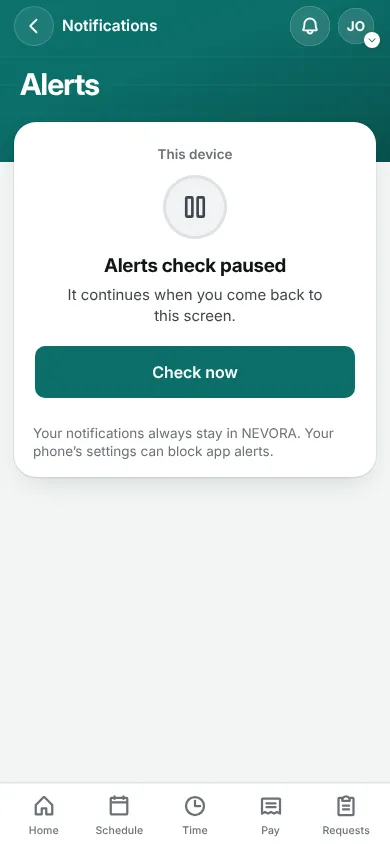 Notifications
JO
Alerts
This device
Alerts check paused
It continues when you come back to
this screen.
Check now
Your notifications always stay in NEVORA. Your
phone's settings can block app alerts.
Home
Schedule
Time
Pay
Requests